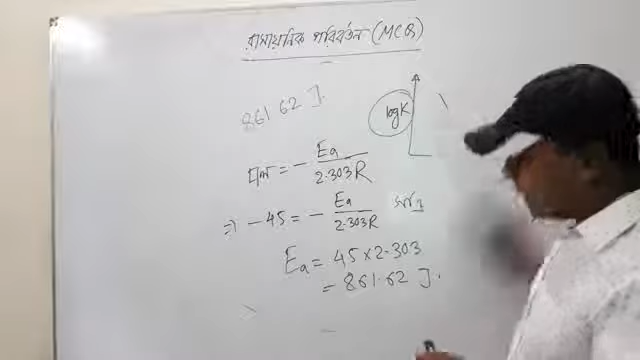 রাসায়নিক পরিবর্তন (MCQ)
861.62 J.
logK
ঢাল = - Ea / 2.303R
⇒ -45 = - Ea / 2.303R
Ea = 45 × 2.303
= 861.62 J.